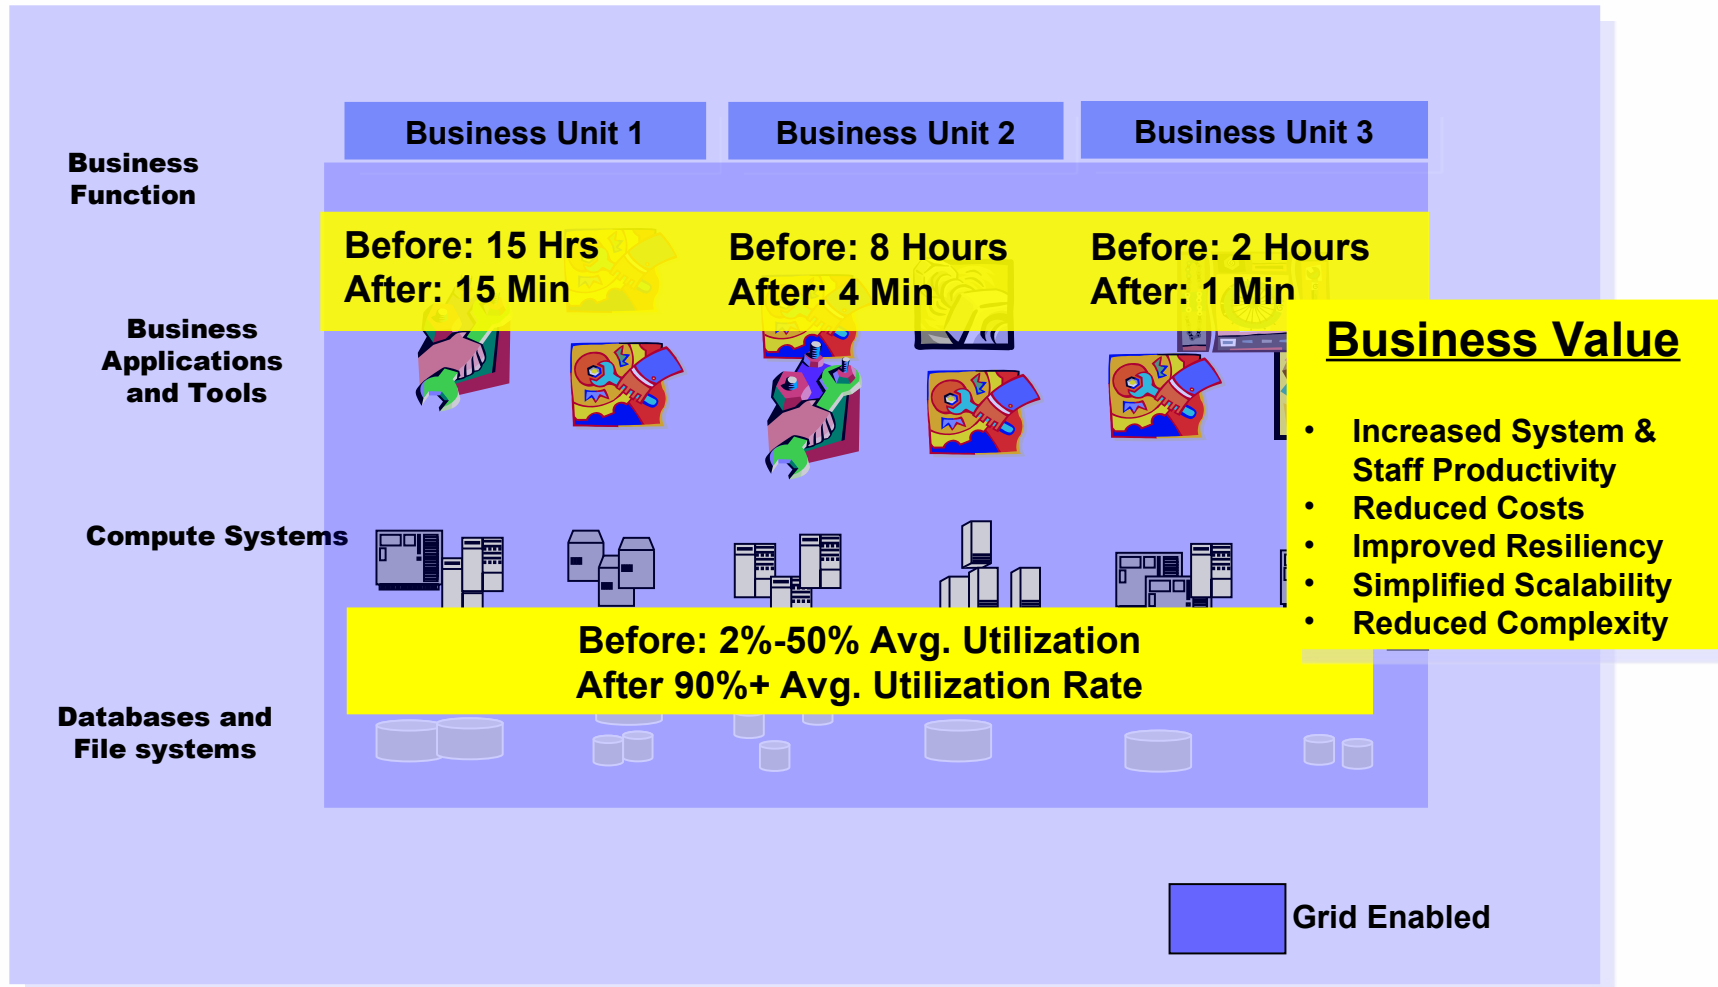 Business Unit 1
Business Unit 2
Business Unit 3
Business
Function
Before: 15 Hrs
After: 15 Min
Before: 8 Hours
After: 4 Min
Before: 2 Hours
After: 1 Min
Business
Applications
and Tools
Business Value
• Increased System &
Staff Productivity
• Reduced Costs
• Improved Resiliency
• Simplified Scalability
• Reduced Complexity
Compute Systems
Before: 2%-50% Avg. Utilization
After 90%+ Avg. Utilization Rate
Databases and
File systems
Grid Enabled